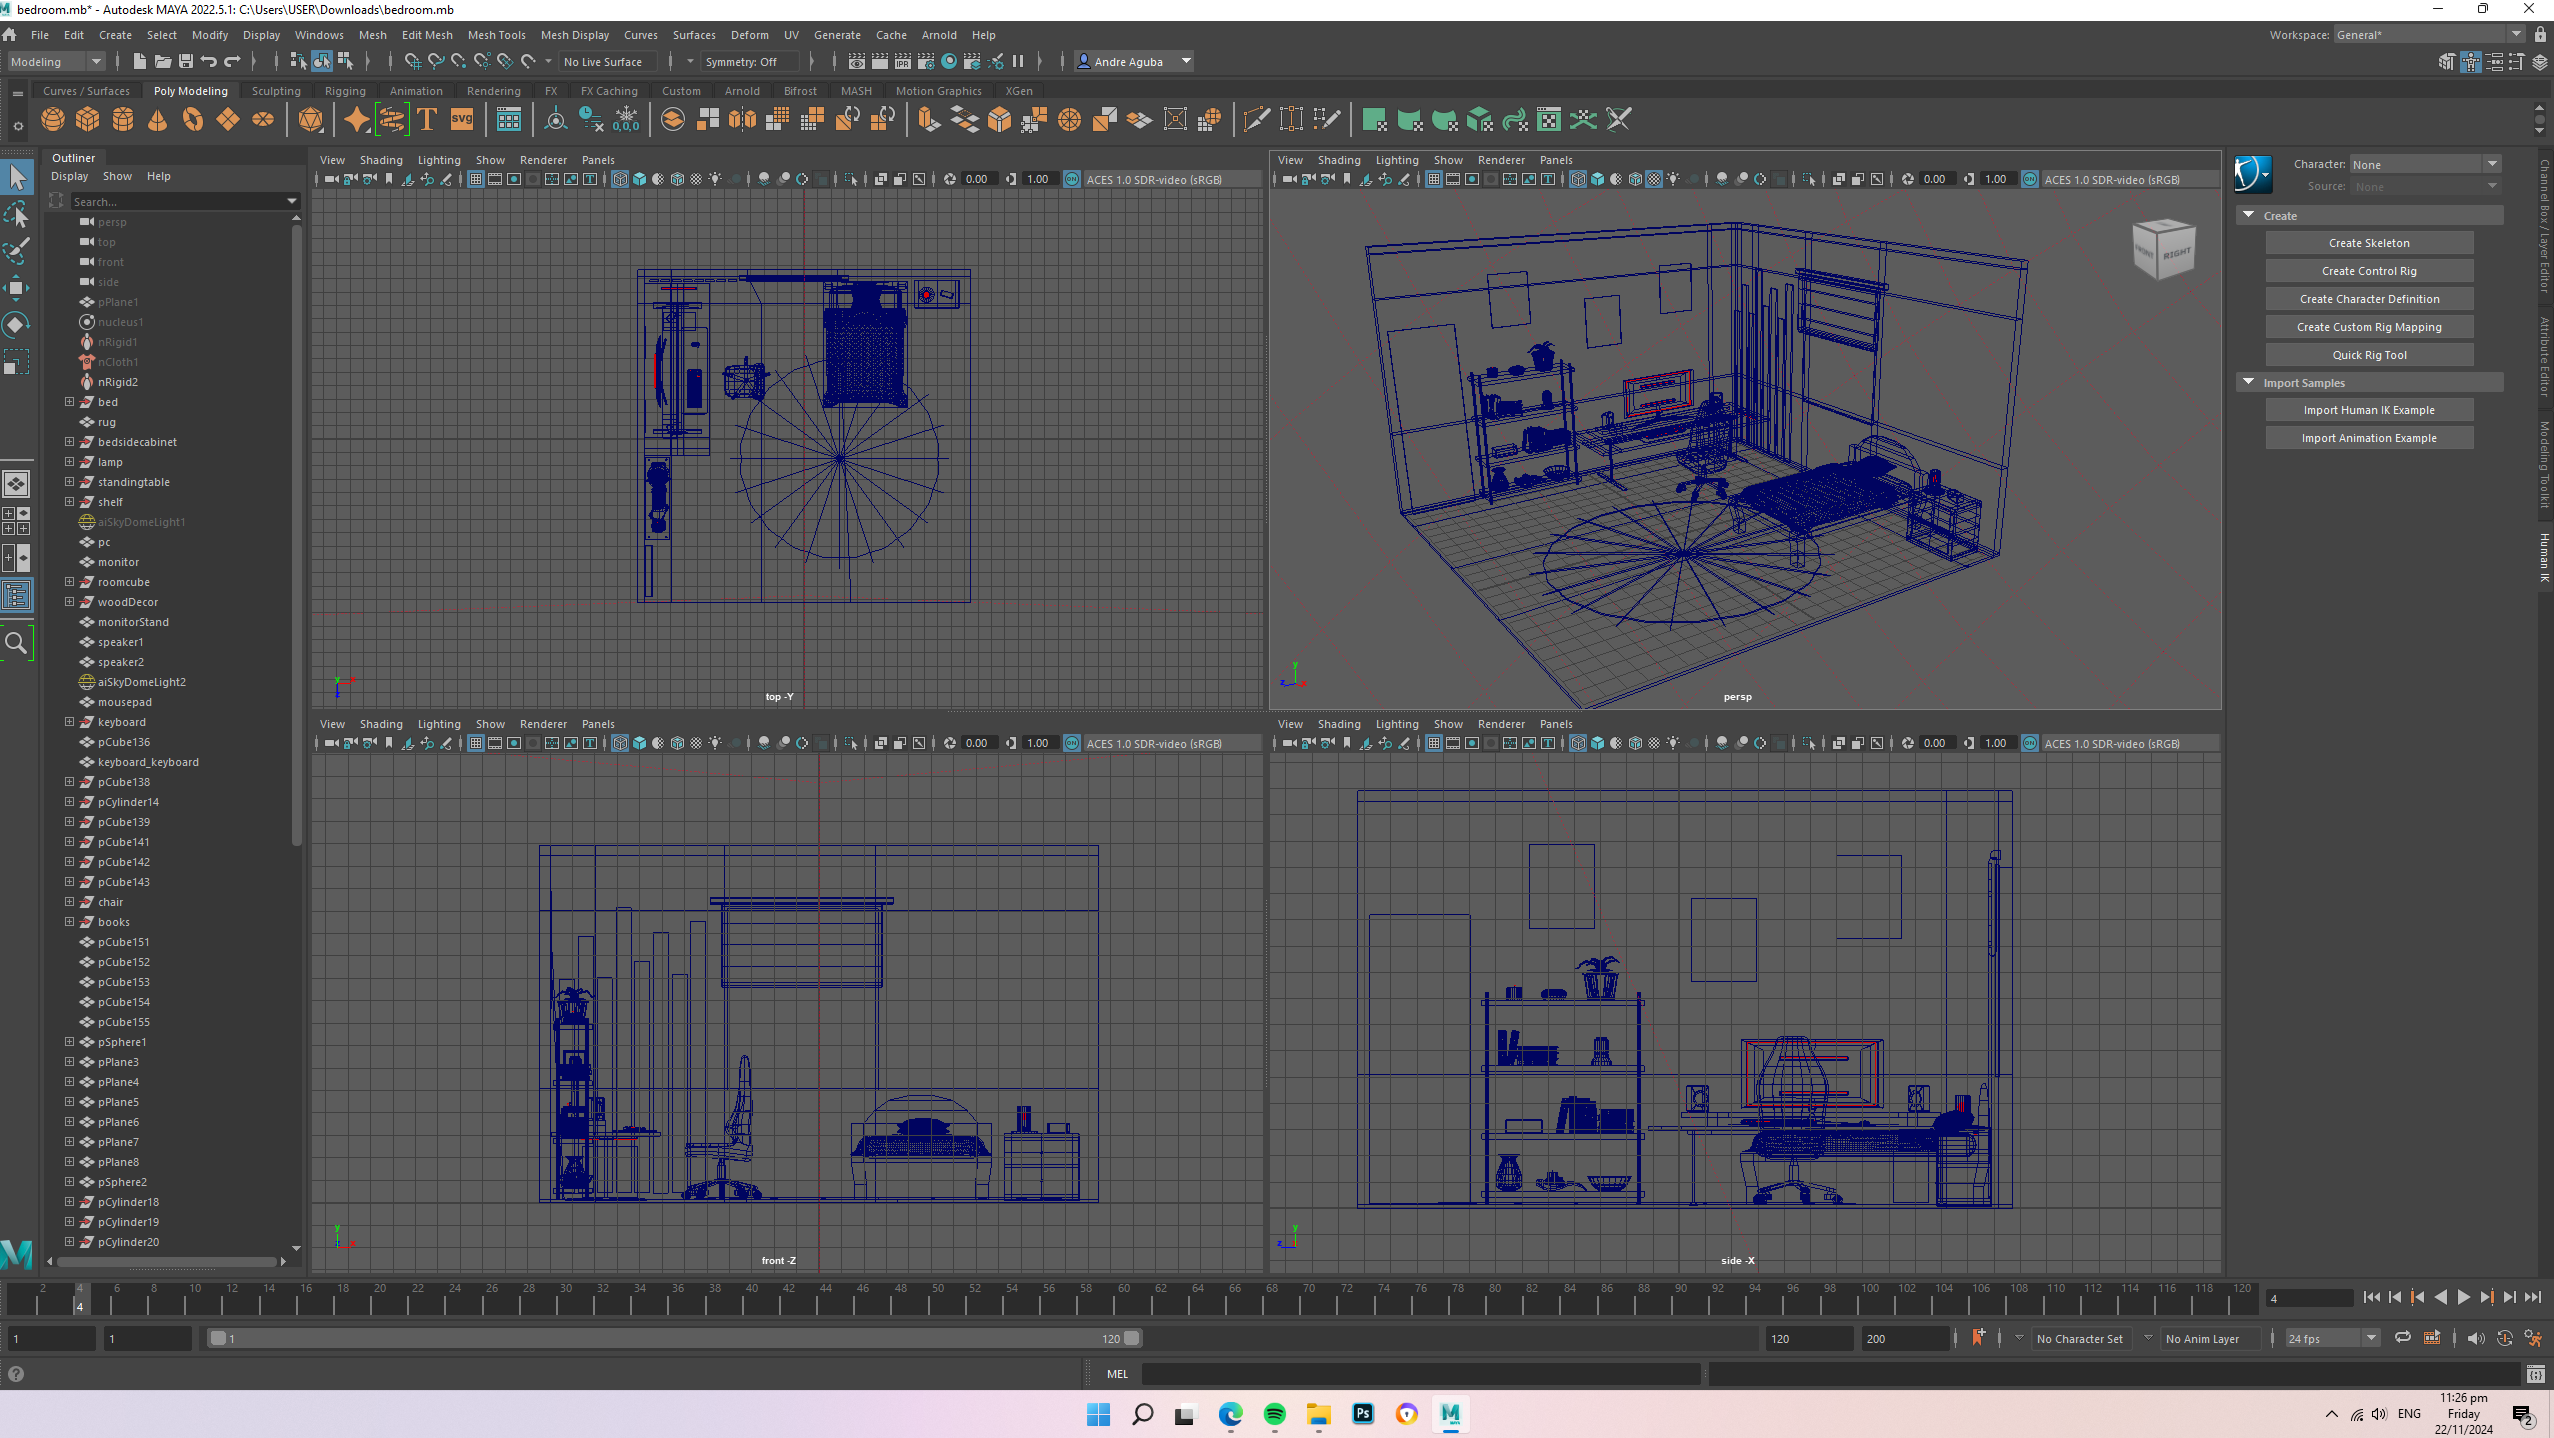 bedroom.mb* - Autodesk MAYA 2022.5.1: C:\Users\USER\Downloads\bedroom.mb
File Edit Create Select Modify Display Windows Mesh Edit Mesh Mesh Tools Mesh Display Curves Surfaces Deform UV Generate Cache Arnold Help
Workspace: General*
Modeling
No Live Surface
Symmetry: Off
IPR
Andre Aguba
Curves / Surfaces Poly Modeling Sculpting Rigging Animation Rendering FX FX Caching Custom Arnold Bifrost MASH Motion Graphics XGen
T
SVG
0,0,0
Outliner
Display Show Help
Search...
persp
top
front
side
pPlane1
nucleus1
nRigid1
nCloth1
nRigid2
bed
rug
bedsidecabinet
lamp
standingtable
shelf
aiSkyDomeLight1
pc
monitor
roomcube
woodDecor
monitorStand
speaker1
speaker2
aiSkyDomeLight2
mousepad
keyboard
pCube136
keyboard_keyboard
pCube138
pCylinder14
pCube139
pCube141
pCube142
pCube143
chair
books
pCube151
pCube152
pCube153
pCube154
pCube155
pSphere1
pPlane3
pPlane4
pPlane5
pPlane6
pPlane7
pPlane8
pSphere2
pCylinder18
pCylinder19
pCylinder20
View Shading Lighting Show Renderer Panels
0.00 1.00 ON ACES 1.0 SDR-video (sRGB)
y
x
z
top -Y
View Shading Lighting Show Renderer Panels
0.00 1.00 ON ACES 1.0 SDR-video (sRGB)
FRONT RIGHT
y
z x
persp
View Shading Lighting Show Renderer Panels
0.00 1.00 ON ACES 1.0 SDR-video (sRGB)
y
z x
front -Z
View Shading Lighting Show Renderer Panels
0.00 1.00 ON ACES 1.0 SDR-video (sRGB)
y
z
side -X
Character: None
Source: None
Create
Create Skeleton
Create Control Rig
Create Character Definition
Create Custom Rig Mapping
Quick Rig Tool
Import Samples
Import Human IK Example
Import Animation Example
Channel Box / Layer Editor
Attribute Editor
Modeling Toolkit
Human IK
2 4 6 8 10 12 14 16 18 20 22 24 26 28 30 32 34 36 38 40 42 44 46 48 50 52 54 56 58 60 62 64 66 68 70 72 74 76 78 80 82 84 86 88 90 92 94 96 98 100 102 104 106 108 110 112 114 116 118 120
4
4
1 1 1 120 120 200
No Character Set
No Anim Layer
24 fps
MEL
M
Ps
M
ENG
11:26 pm
Friday
22/11/2024
2